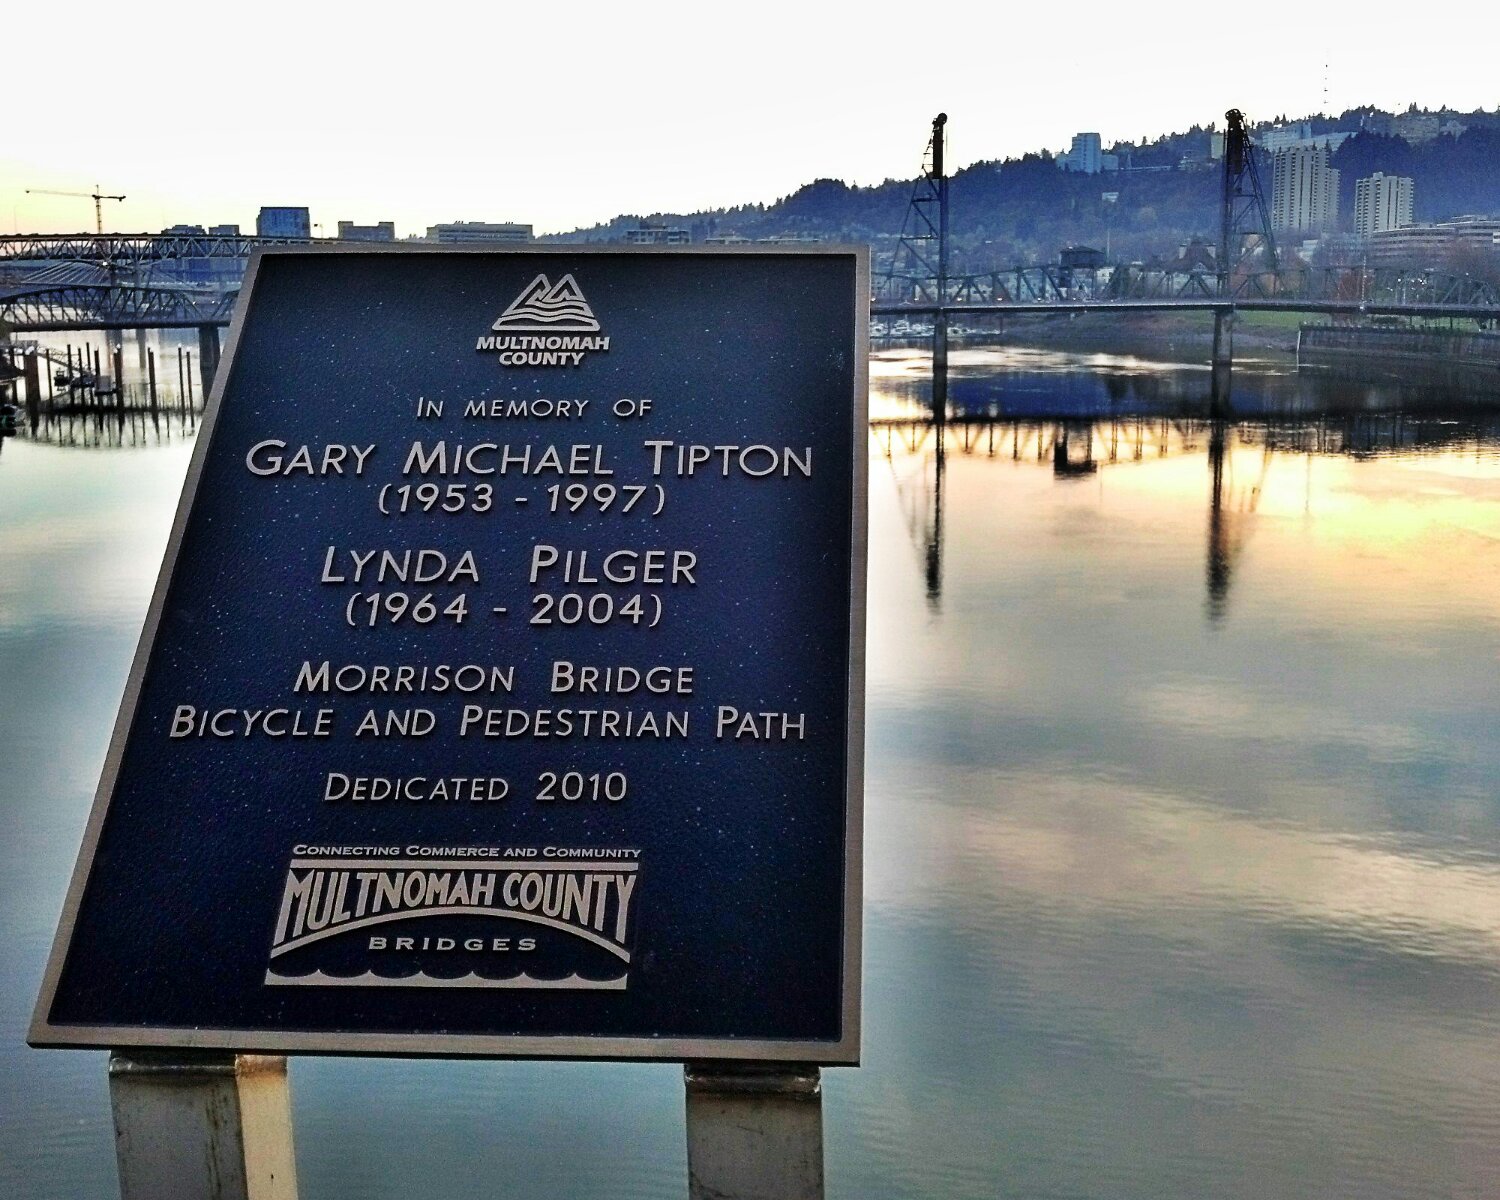 MULTNOMAH
COUNTY
IN MEMORY OF
GARY MICHAEL TIPTON
(1953 - 1997)
LYNDA PILGER
(1964 - 2004)
MORRISON BRIDGE
BICYCLE AND PEDESTRIAN PATH
DEDICATED 2010
CONNECTING COMMERCE AND COMMUNITY
MULTNOMAH COUNTY
BRIDGES